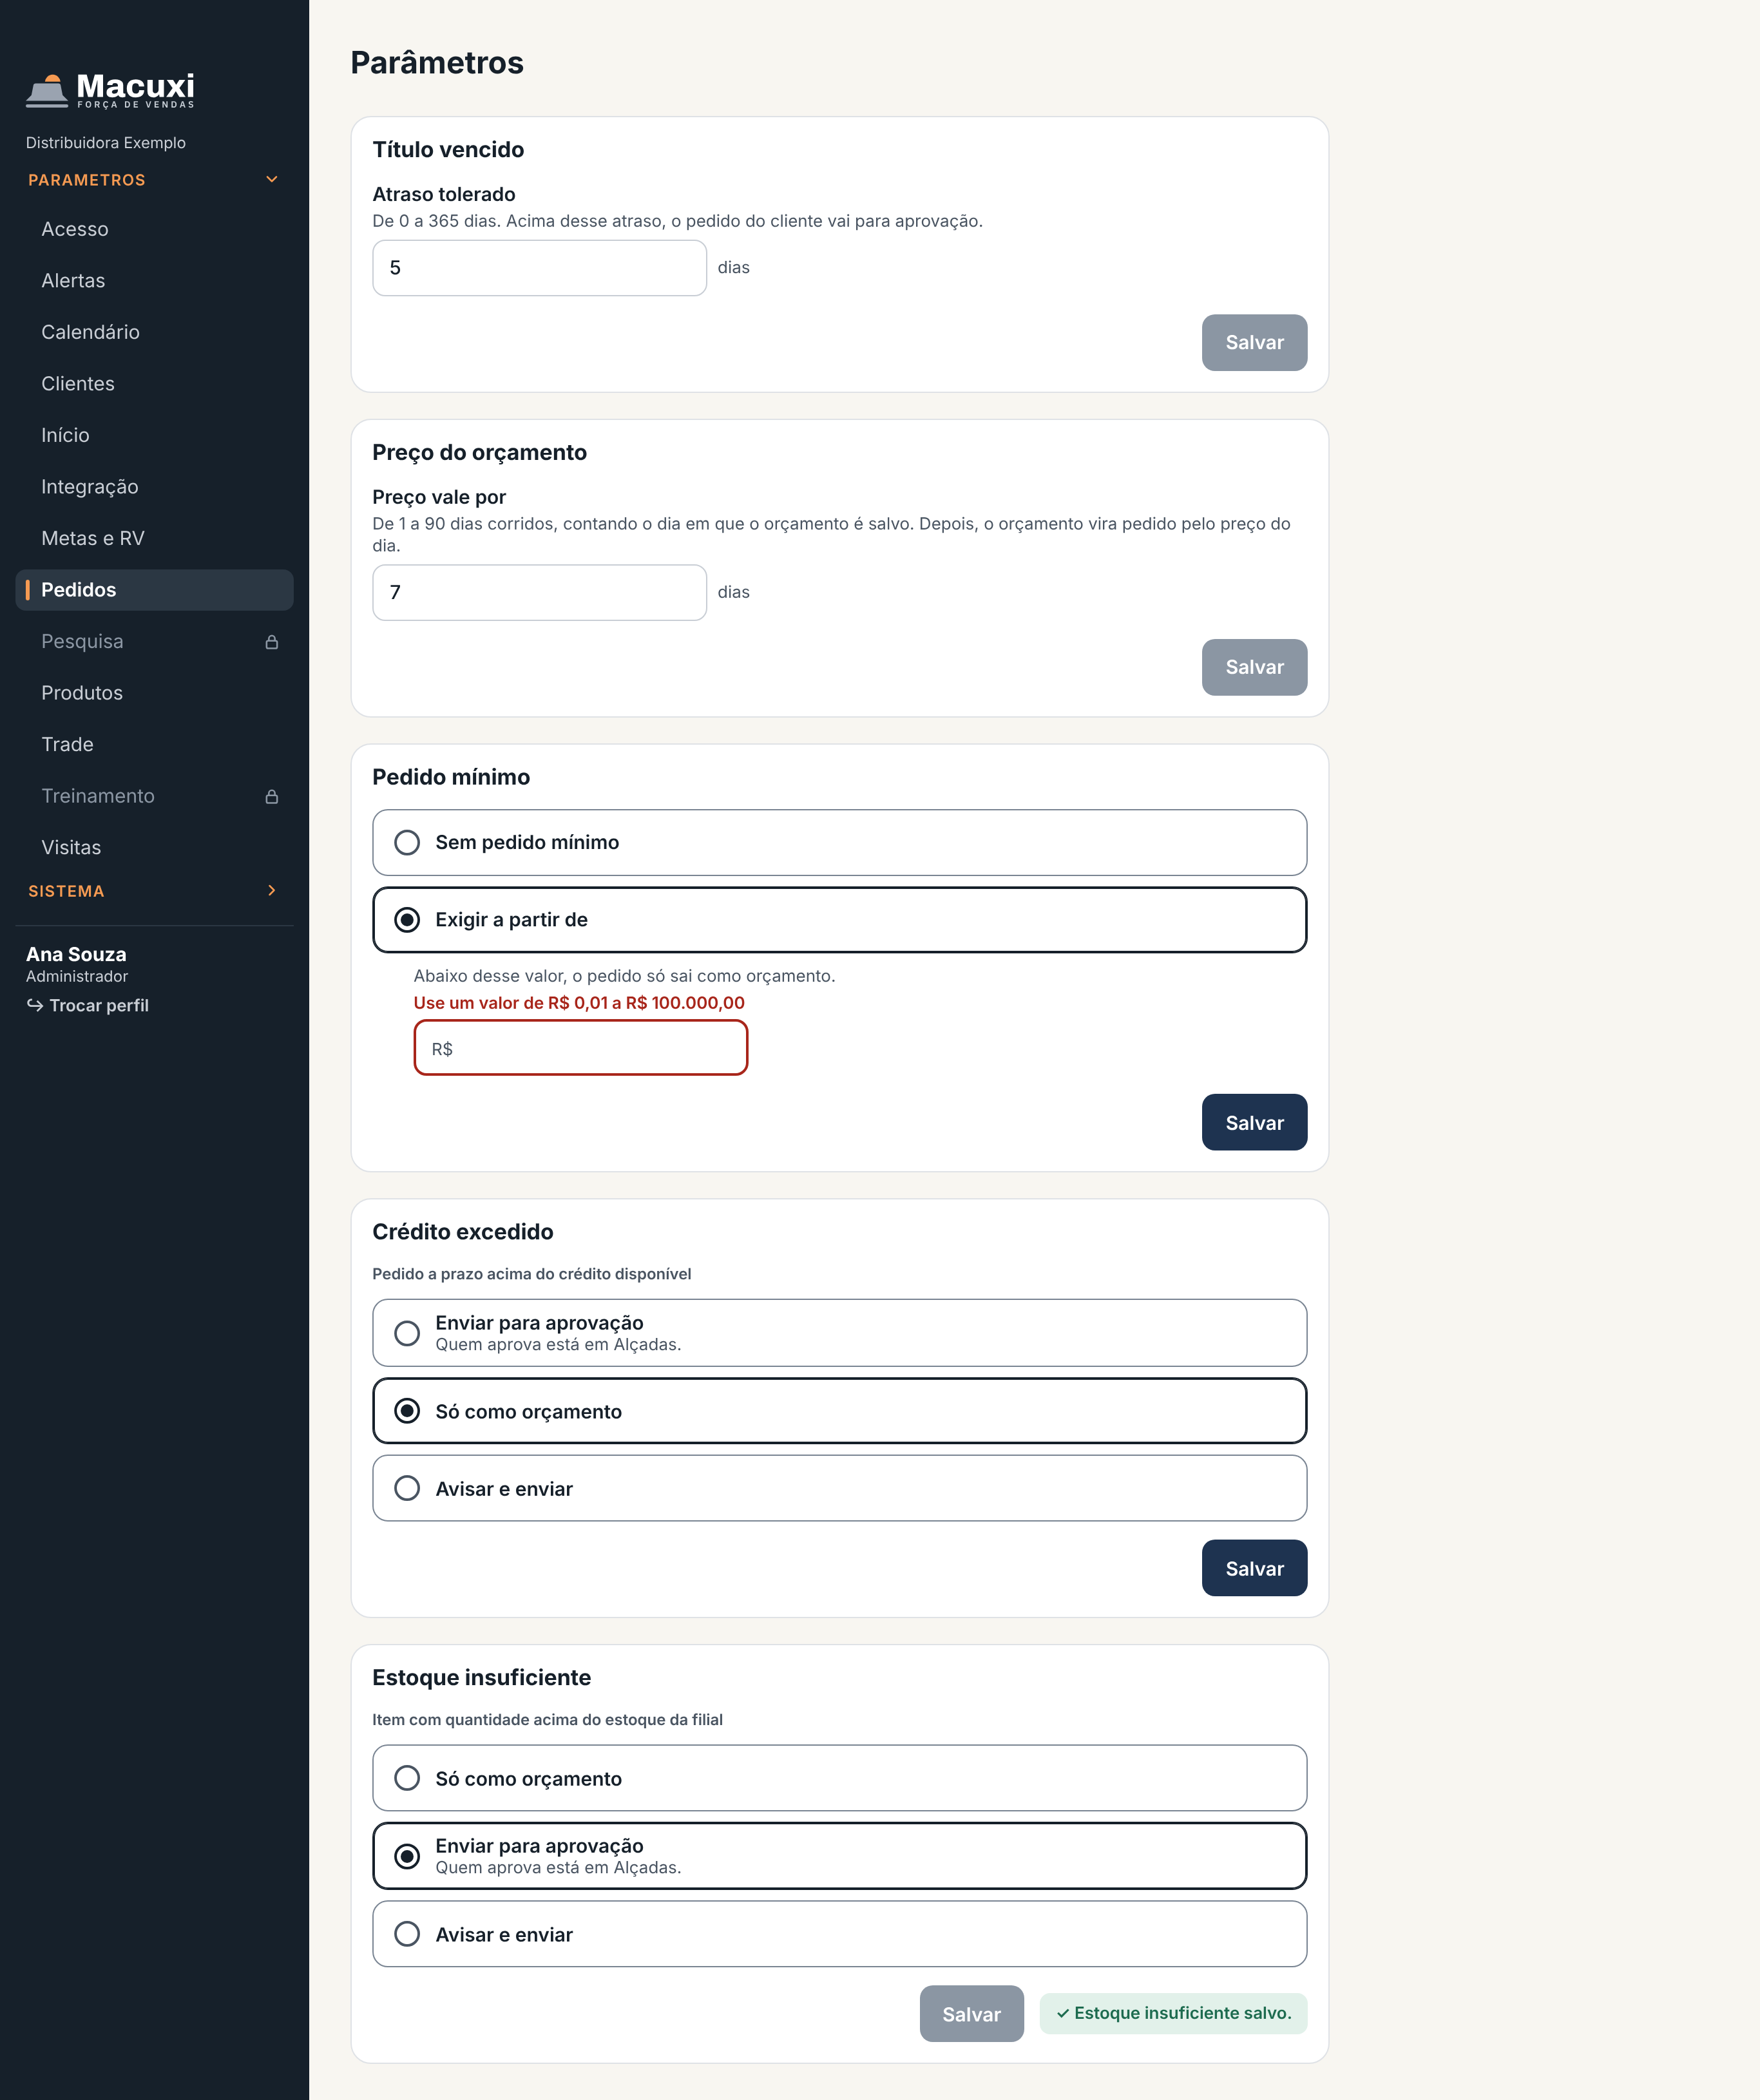 Macuxi
FORÇA DE VENDAS
Distribuidora Exemplo
PARAMETROS
Acesso
Alertas
Calendário
Clientes
Início
Integração
Metas e RV
Pedidos
Pesquisa
Produtos
Trade
Treinamento
Visitas
SISTEMA
Ana Souza
Administrador
Trocar perfil
Parâmetros
Título vencido
Atraso tolerado
De 0 a 365 dias. Acima desse atraso, o pedido do cliente vai para aprovação.
5 dias
Salvar
Preço do orçamento
Preço vale por
De 1 a 90 dias corridos, contando o dia em que o orçamento é salvo. Depois, o orçamento vira pedido pelo preço do
dia.
7 dias
Salvar
Pedido mínimo
Sem pedido mínimo
Exigir a partir de
Abaixo desse valor, o pedido só sai como orçamento.
Use um valor de R$ 0,01 a R$ 100.000,00
R$
Salvar
Crédito excedido
Pedido a prazo acima do crédito disponível
Enviar para aprovação
Quem aprova está em Alçadas.
Só como orçamento
Avisar e enviar
Salvar
Estoque insuficiente
Item com quantidade acima do estoque da filial
Só como orçamento
Enviar para aprovação
Quem aprova está em Alçadas.
Avisar e enviar
Salvar
✓ Estoque insuficiente salvo.